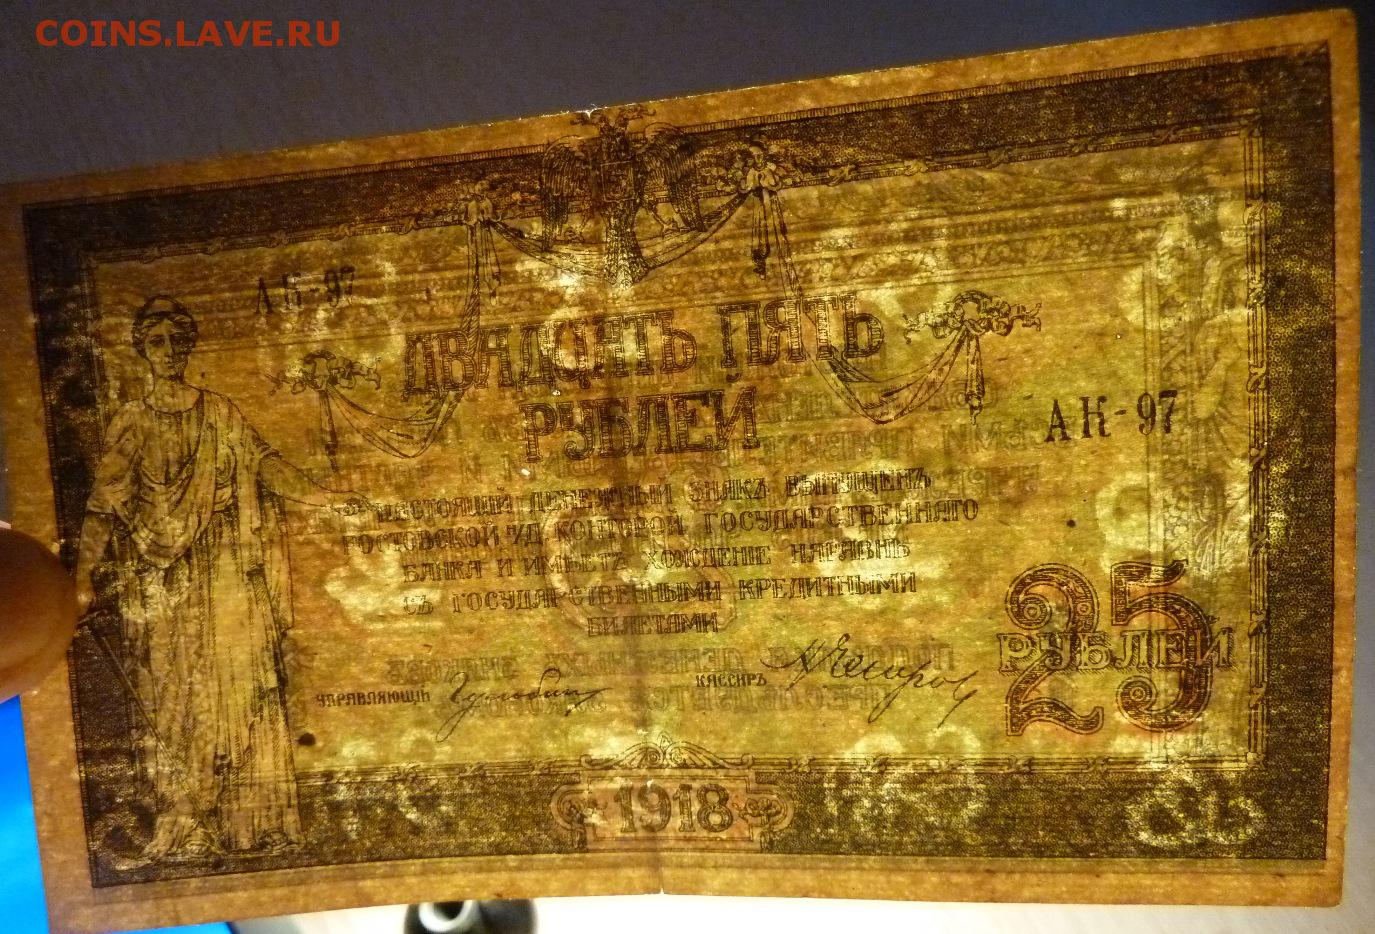 COINS.LAVE.RU
АК-97
ДВАДЦАТЬ ПЯТЬ
РУБЛЕЙ
АК-97
НАСТОЯЩИЙ ДЕНЕЖНЫЙ ЗНАКЪ ВЫПУЩЕНЪ
РОСТОВСКОЙ н/Д КОНТОРОЙ ГОСУДАРСТВЕННАГО
БАНКА И ИМѢЕТЪ ХОЖДЕНІЕ НАРАВНѢ
СЪ ГОСУДАРСТВЕННЫМИ КРЕДИТНЫМИ
БИЛЕТАМИ
25
РУБЛЕЙ
УПРАВЛЯЮЩІЙ
КАССИРЪ
1918